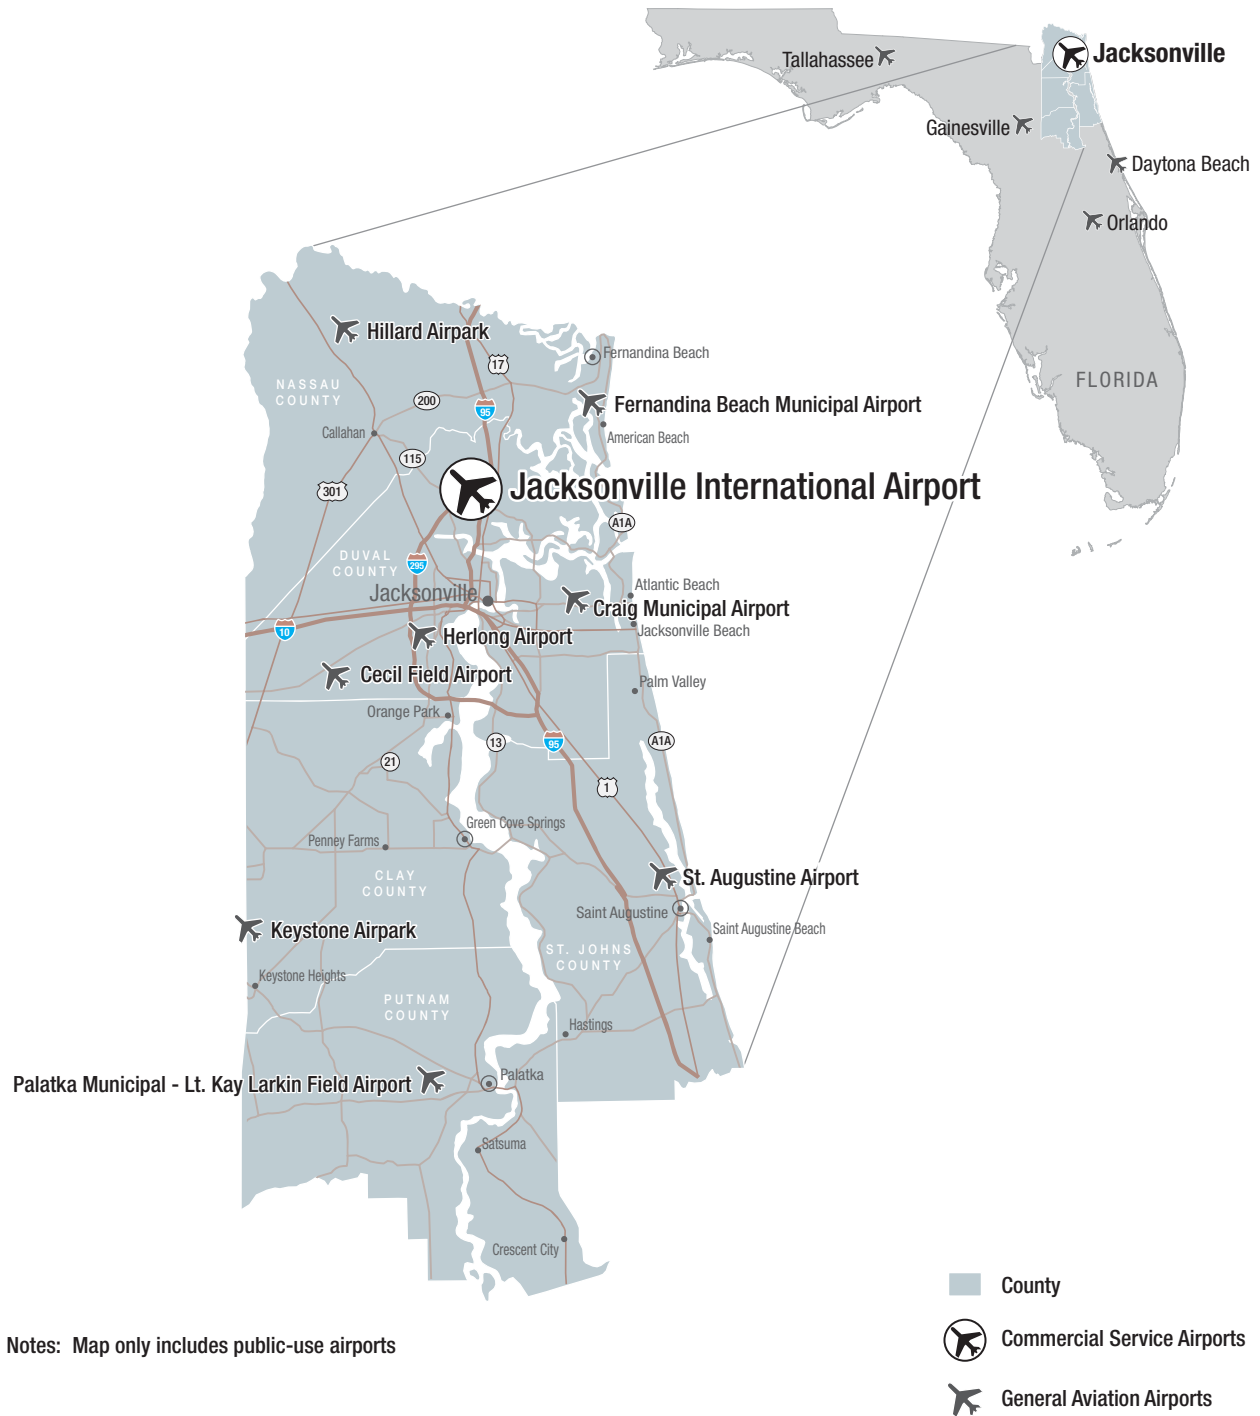 Tallahassee
Jacksonville
Gainesville
Daytona Beach
Orlando
FLORIDA
Hillard Airpark
17
Fernandina Beach
NASSAU
COUNTY
200
95
Fernandina Beach Municipal Airport
Callahan
American Beach
115
301
Jacksonville International Airport
A1A
DUVAL
COUNTY
295
Jacksonville
Atlantic Beach
Craig Municipal Airport
10
Herlong Airport
Jacksonville Beach
Cecil Field Airport
Palm Valley
Orange Park
13
95
A1A
21
1
Green Cove Springs
Penney Farms
CLAY
COUNTY
St. Augustine Airport
Saint Augustine
Keystone Airpark
Saint Augustine Beach
ST. JOHNS
COUNTY
Keystone Heights
PUTNAM
COUNTY
Hastings
Palatka Municipal - Lt. Kay Larkin Field Airport
Palatka
Satsuma
Crescent City
County
Notes: Map only includes public-use airports
Commercial Service Airports
General Aviation Airports